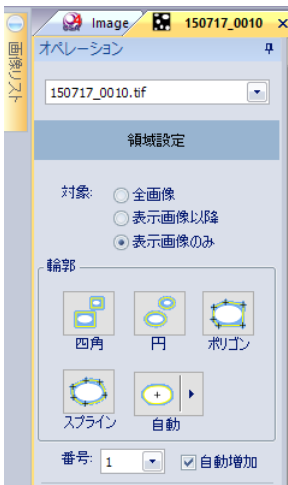 Image
150717_0010
画像リスト
オペレーション
150717_0010.tif
領域設定
対象:
全画像
表示画像以降
表示画像のみ
輪郭
四角
円
ポリゴン
スプライン
自動
番号: 1
自動増加